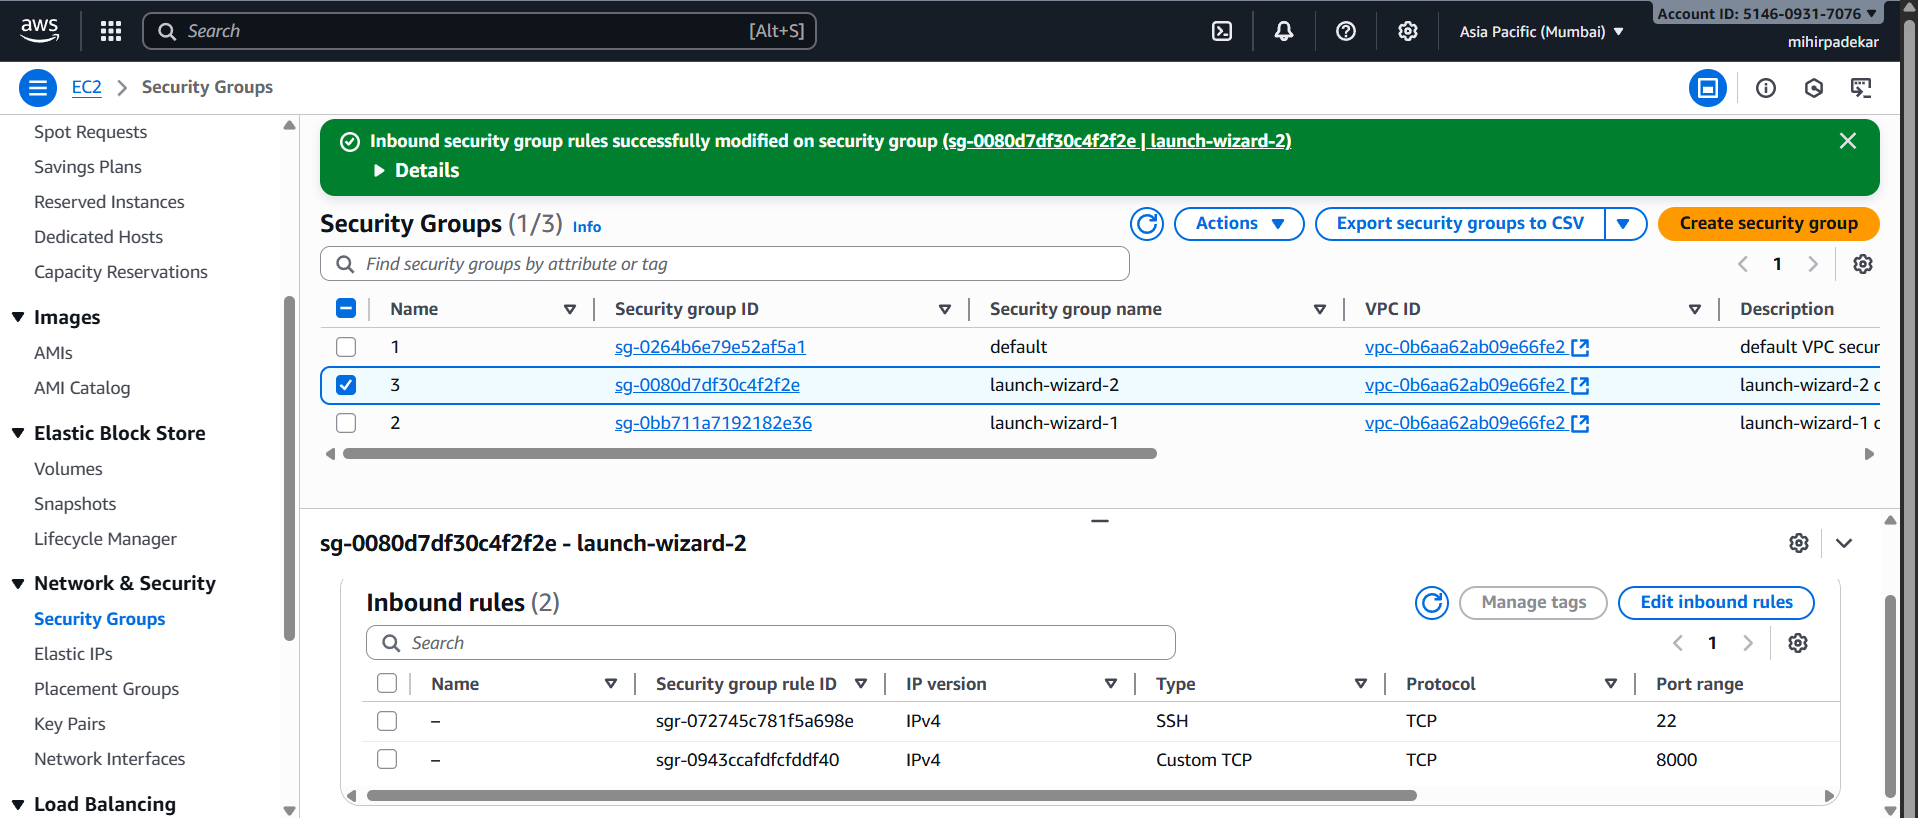 aws
Search [Alt+S]
Asia Pacific (Mumbai)
Account ID: 5146-0931-7076
mihirpadekar
EC2 Security Groups
Spot Requests
Savings Plans
Reserved Instances
Dedicated Hosts
Capacity Reservations
Images
AMIs
AMI Catalog
Elastic Block Store
Volumes
Snapshots
Lifecycle Manager
Network & Security
Security Groups
Elastic IPs
Placement Groups
Key Pairs
Network Interfaces
Load Balancing
Inbound security group rules successfully modified on security group (sg-0080d7df30c4f2f2e | launch-wizard-2)
Details
Security Groups (1/3) Info
Actions Export security groups to CSV Create security group
Find security groups by attribute or tag
1
Name Security group ID Security group name VPC ID Description
1 sg-0264b6e79e52af5a1 default vpc-0b6aa62ab09e66fe2 default VPC secur
3 sg-0080d7df30c4f2f2e launch-wizard-2 vpc-0b6aa62ab09e66fe2 launch-wizard-2 c
2 sg-0bb711a7192182e36 launch-wizard-1 vpc-0b6aa62ab09e66fe2 launch-wizard-1 c
sg-0080d7df30c4f2f2e - launch-wizard-2
Inbound rules (2)
Manage tags Edit inbound rules
Search
1
Name Security group rule ID IP version Type Protocol Port range
– sgr-072745c781f5a698e IPv4 SSH TCP 22
– sgr-0943ccafdfcfddf40 IPv4 Custom TCP TCP 8000